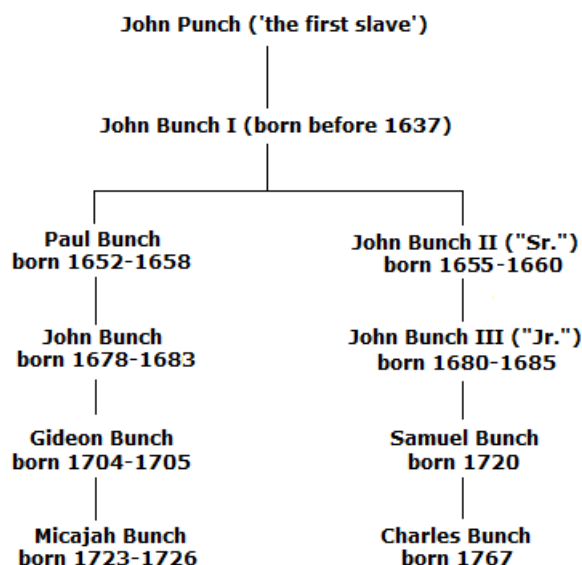 John Punch ('the first slave')
John Bunch I (born before 1637)
Paul Bunch
born 1652-1658
John Bunch II ("Sr.")
born 1655-1660
John Bunch
born 1678-1683
John Bunch III ("Jr.")
born 1680-1685
Gideon Bunch
born 1704-1705
Samuel Bunch
born 1720
Micajah Bunch
born 1723-1726
Charles Bunch
born 1767